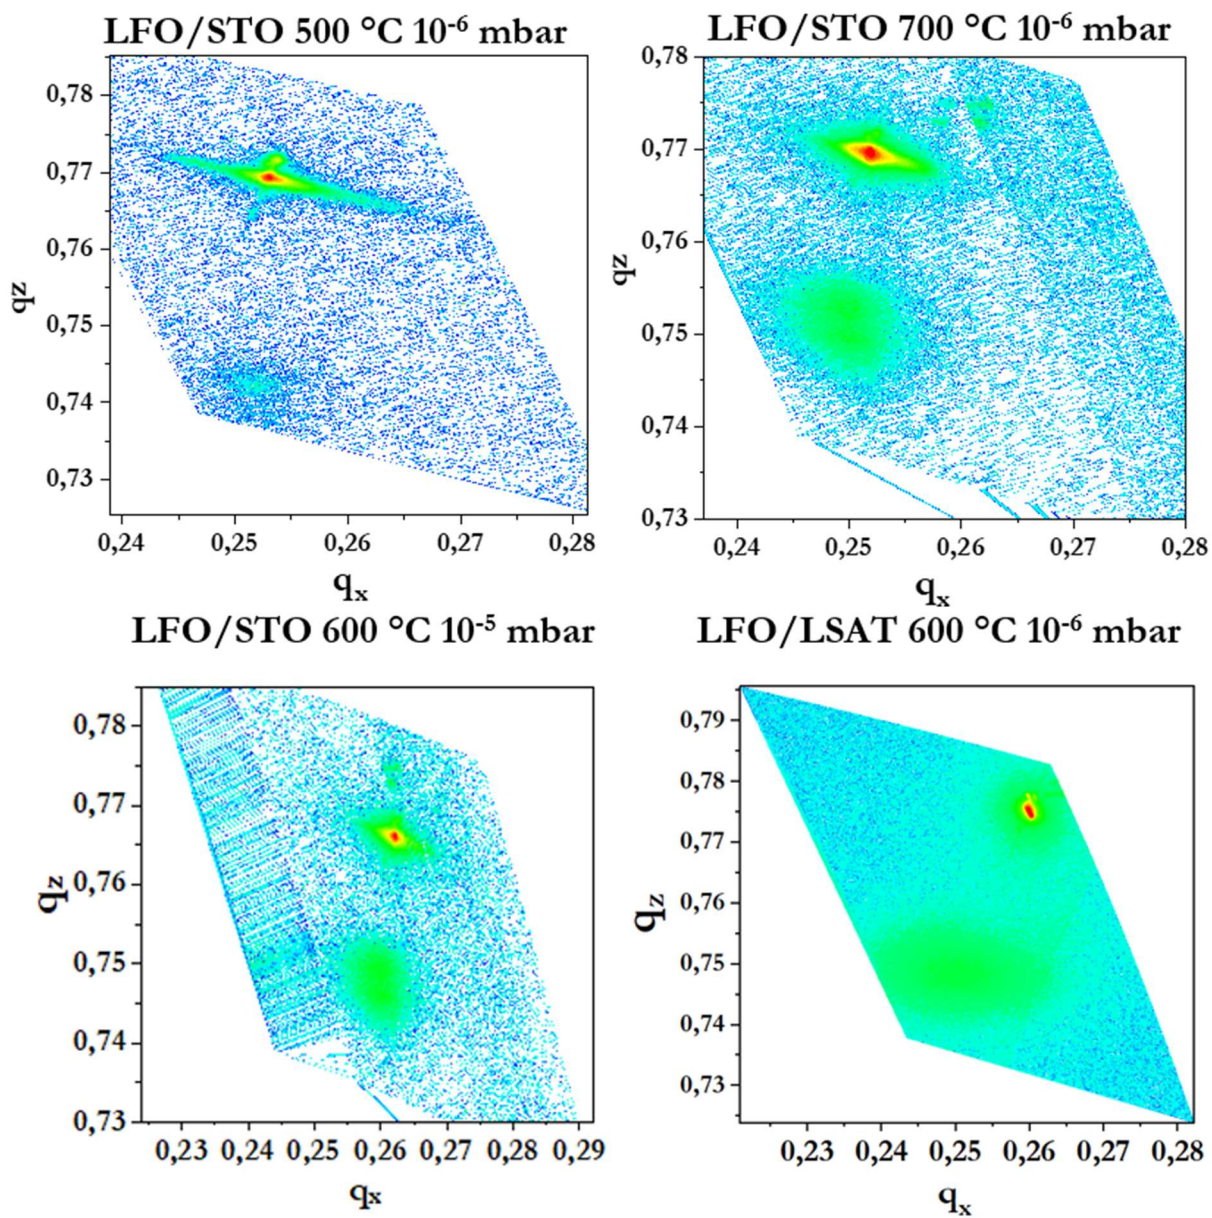 LFO/STO 500 °C 10⁻⁶ mbar
0,78
0,77
0,76
0,75
0,74
0,73
qz
0,24 0,25 0,26 0,27 0,28
qₓ
LFO/STO 700 °C 10⁻⁶ mbar
0,78
0,77
0,76
0,75
0,74
0,73
qz
0,24 0,25 0,26 0,27 0,28
qₓ
LFO/STO 600 °C 10⁻⁵ mbar
0,78
0,77
0,76
0,75
0,74
0,73
q_z
0,23 0,24 0,25 0,26 0,27 0,28 0,29
qₓ
LFO/LSAT 600 °C 10⁻⁶ mbar
0,79
0,78
0,77
0,76
0,75
0,74
0,73
q_z
0,23 0,24 0,25 0,26 0,27 0,28
qₓ